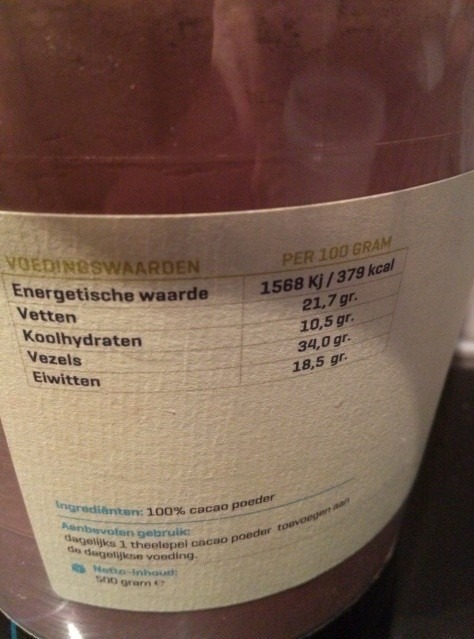 VOEDINGSWAARDEN PER 100 GRAM
Energetische waarde 1568 Kj / 379 kcal
Vetten 21,7 gr.
Koolhydraten 10,5 gr.
Vezels 34,0 gr.
Eiwitten 18,5 gr.
Ingrediënten: 100% cacao poeder
Aanbevolen gebruik:
dagelijks 1 theelepel cacao poeder toevoegen aan
de dagelijkse voeding.
Netto-inhoud:
500 gram e